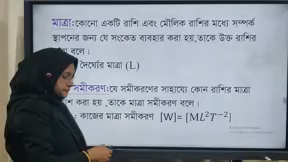 মাত্রা:কোনো একটি রাশি এবং মৌলিক রাশির মধ্যে সম্পর্ক
স্থাপনের জন্য যে সংকেত ব্যবহার করা হয়,তাকে উক্ত রাশির
বলে।
দৈর্ঘ্যের মাত্রা (L)
সমীকরণ:যে সমীকরণের সাহায্যে কোন রাশির মাত্রা
করা হয় ,তাকে মাত্রা সমীকরণ বলে।
: কাজের মাত্রা সমীকরণ [W]= [ML²T⁻²]